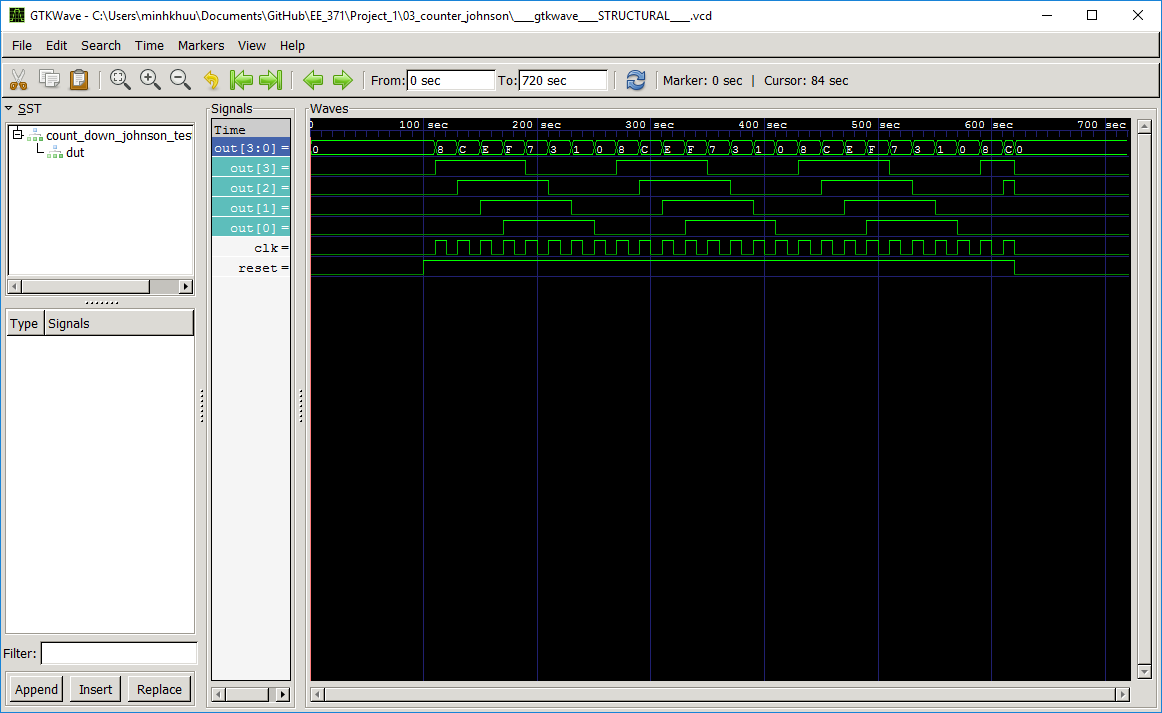 GTKWave - C:\Users\minhkhuu\Documents\GitHub\EE_371\Project_1\03_counter_johnson\____gtkwave___STRUCTURAL___.vcd
File Edit Search Time Markers View Help
From: 0 sec To: 720 sec Marker: 0 sec | Cursor: 84 sec
SST
count_down_johnson_tes
dut
Type Signals
Filter:
Append Insert Replace
Signals
Time
out[3:0] =
out[3] =
out[2] =
out[1] =
out[0] =
clk =
reset =
Waves
0 100 sec 200 sec 300 sec 400 sec 500 sec 600 sec 700 sec
0 8 C E F 7 3 1 0 8 C E F 7 3 1 0 8 C E F 7 3 1 0 8 C 0